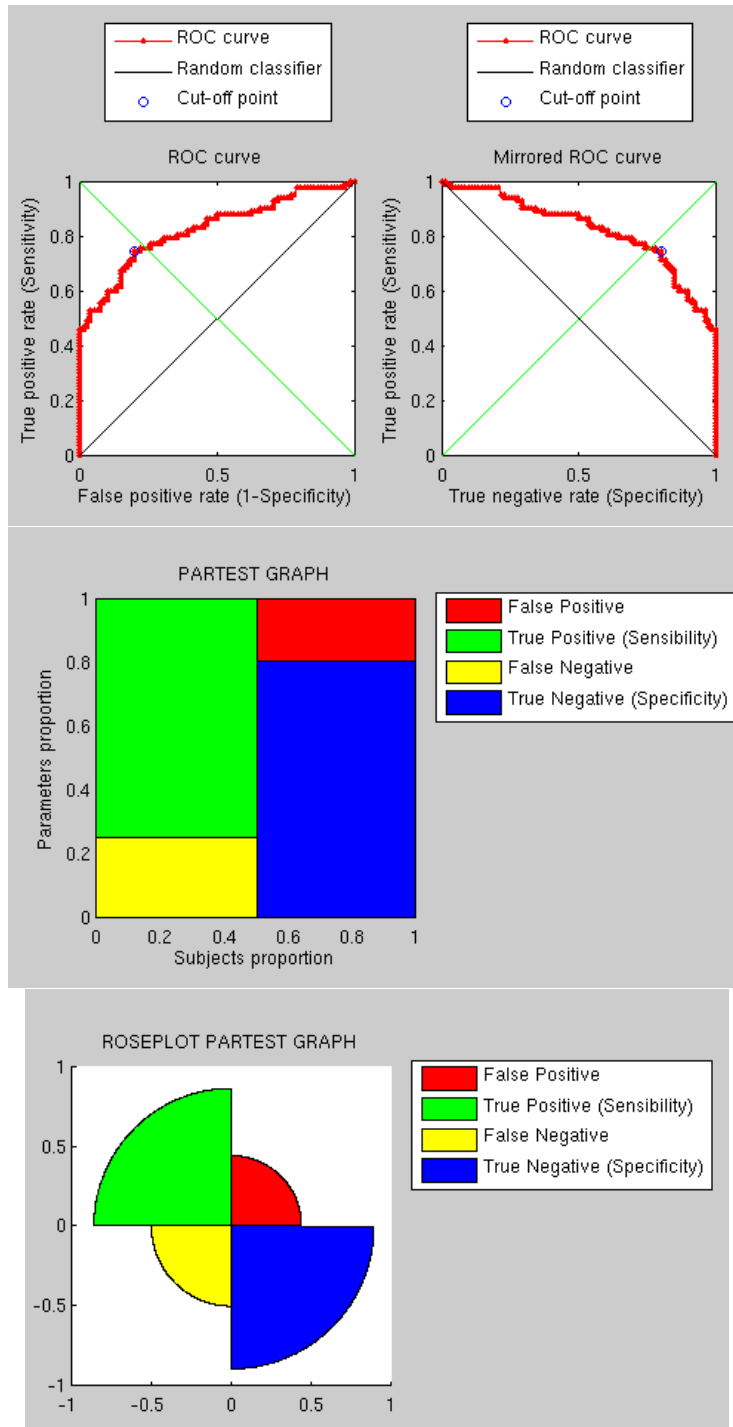 ROC curve
Random classifier
Cut-off point
ROC curve
Random classifier
Cut-off point
ROC curve
1
0.8
0.6
0.4
0.2
0
True positive rate (Sensitivity)
0
0.5
1
False positive rate (1-Specificity)
Mirrored ROC curve
1
0.8
0.6
0.4
0.2
0
True positive rate (Sensitivity)
0
0.5
1
True negative rate (Specificity)
PARTEST GRAPH
1
0.8
0.6
0.4
0.2
0
Parameters proportion
0
0.2
0.4
0.6
0.8
1
Subjects proportion
False Positive
True Positive (Sensibility)
False Negative
True Negative (Specificity)
ROSEPLOT PARTEST GRAPH
1
0.5
0
-0.5
-1
-1
-0.5
0
0.5
1
False Positive
True Positive (Sensibility)
False Negative
True Negative (Specificity)